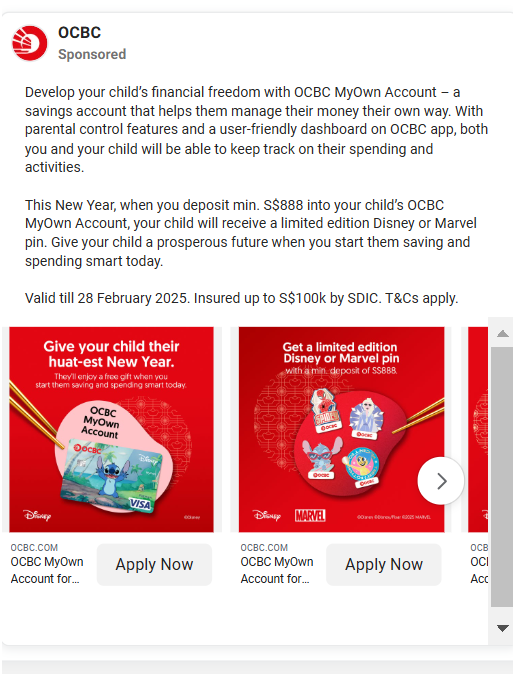 OCBC
Sponsored
Develop your child's financial freedom with OCBC MyOwn Account – a
savings account that helps them manage their money their own way. With
parental control features and a user-friendly dashboard on OCBC app, both
you and your child will be able to keep track on their spending and
activities.
This New Year, when you deposit min. S$888 into your child's OCBC
MyOwn Account, your child will receive a limited edition Disney or Marvel
pin. Give your child a prosperous future when you start them saving and
spending smart today.
Valid till 28 February 2025. Insured up to S$100k by SDIC. T&Cs apply.
Give your child their
huat-est New Year.
They'll enjoy a free gift when you
start them saving and spending smart today.
OCBC
MyOwn
Account
OCBC
Disney
VISA
Disney
©Disney
Get a limited edition
Disney or Marvel pin
with a min. deposit of S$888.
OCBC
OCBC
OCBC
OCBC
Disney
MARVEL
©Disney ©Disney/Pixar ©2025 MARVEL
OCBC.COM
OCBC MyOwn
Account for...
Apply Now
OCBC.COM
OCBC MyOwn
Account for...
Apply Now
OCB
OCI
Acc